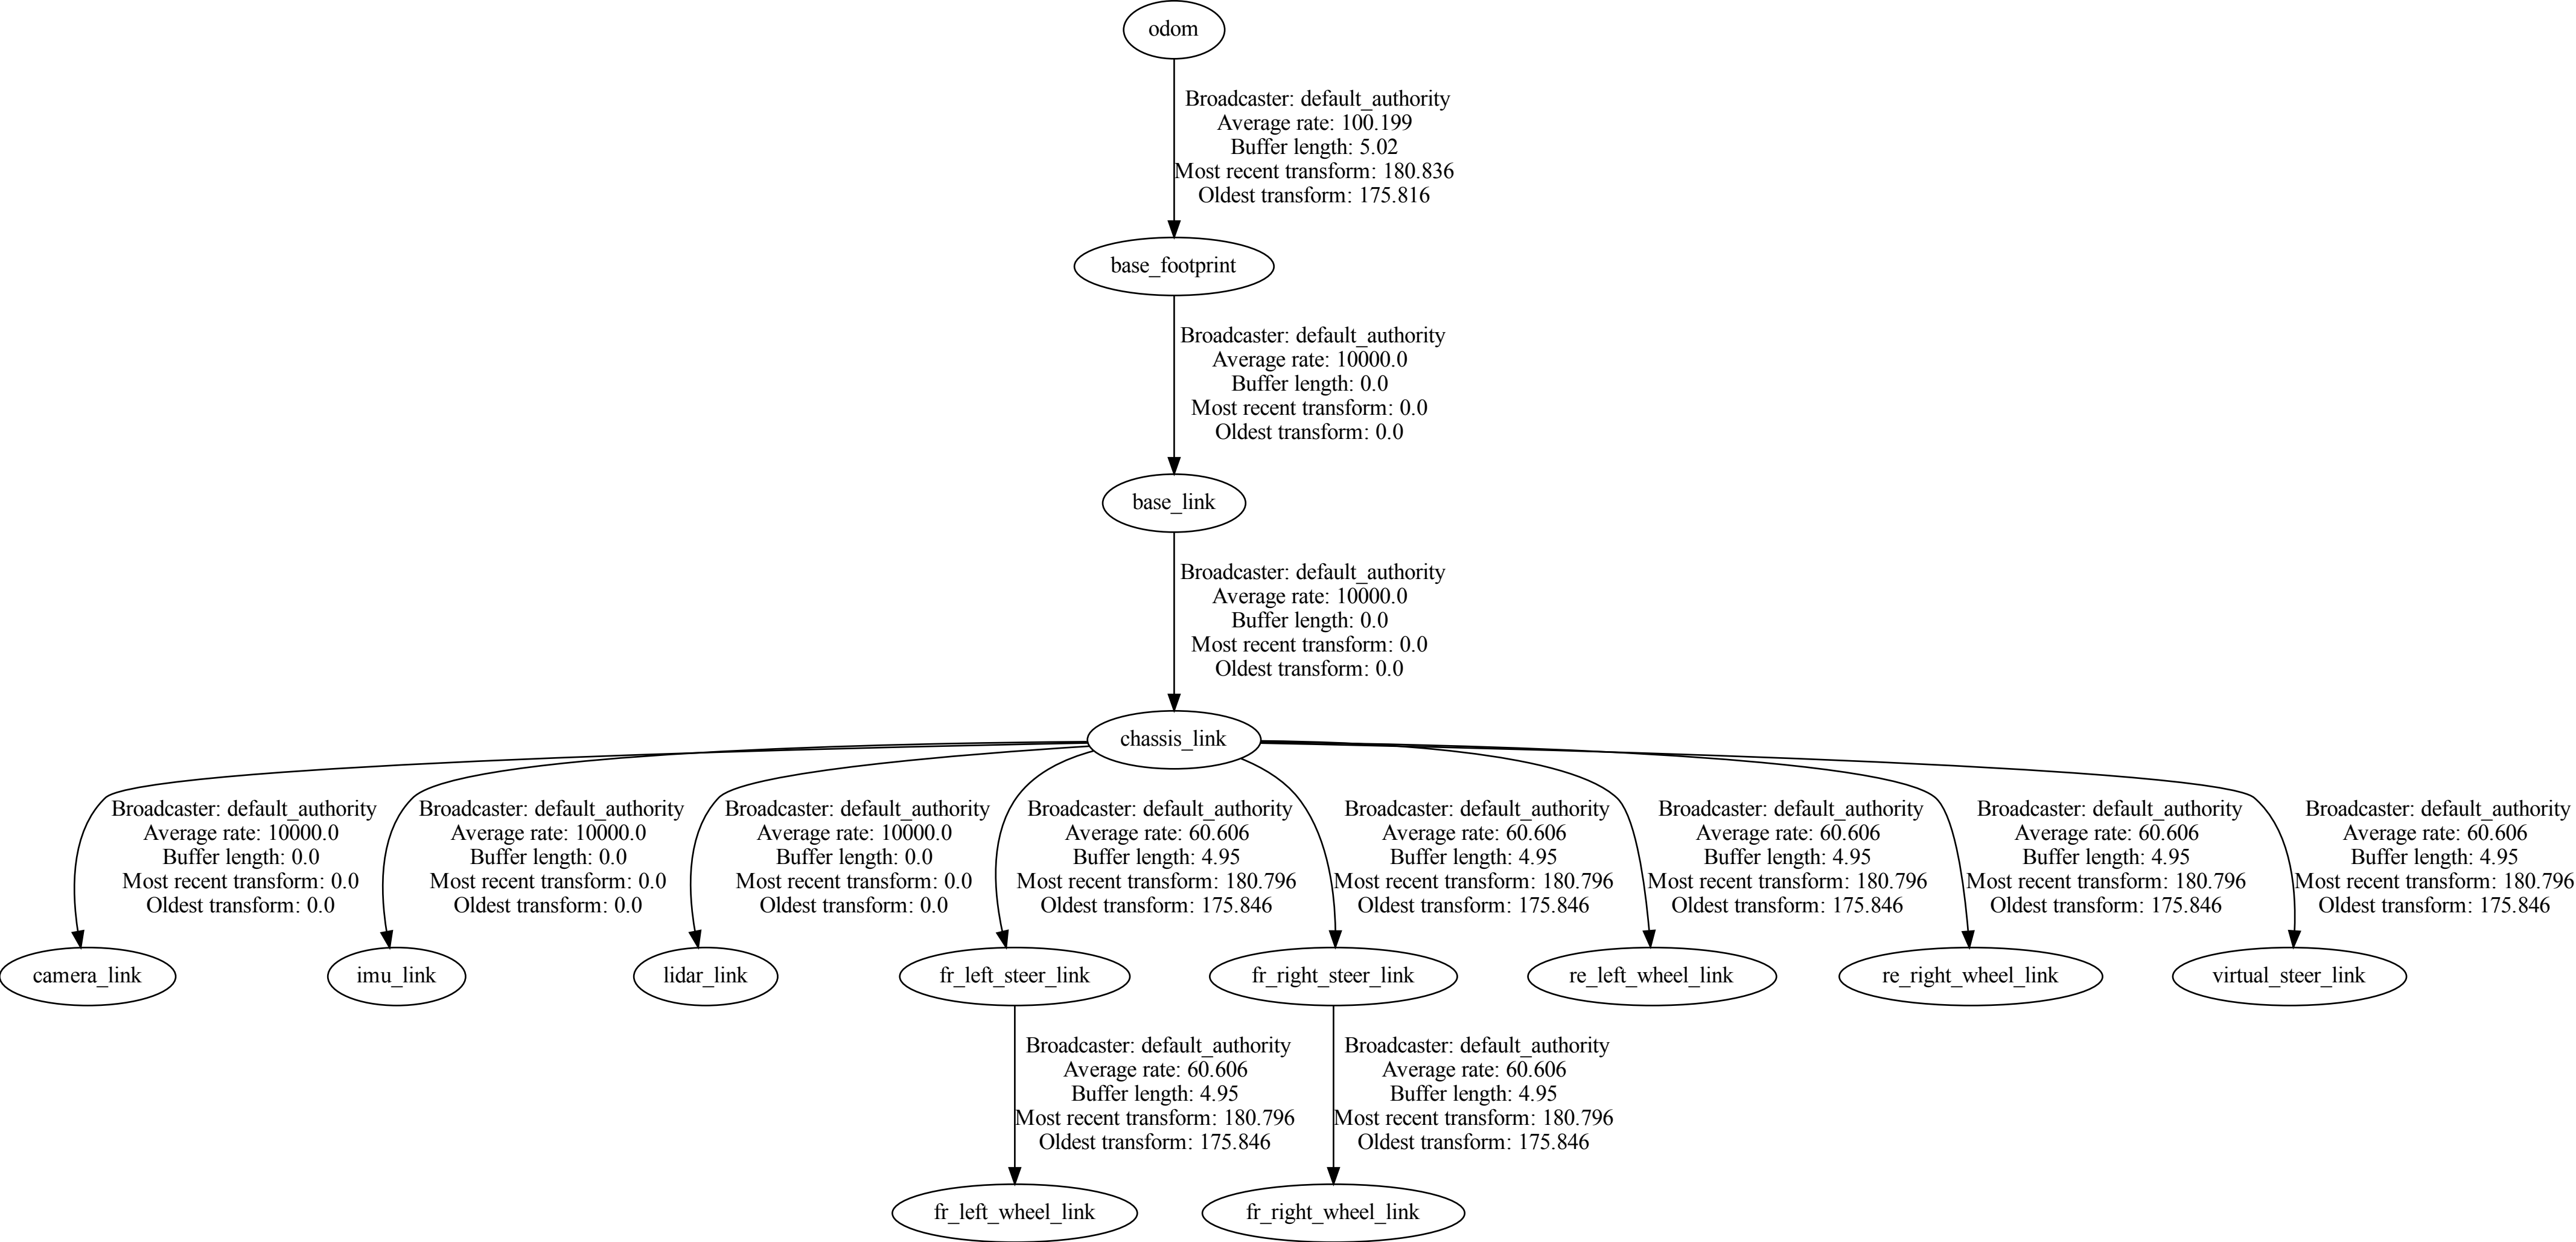 odom
Broadcaster: default_authority
Average rate: 100.199
Buffer length: 5.02
Most recent transform: 180.836
Oldest transform: 175.816
base_footprint
Broadcaster: default_authority
Average rate: 10000.0
Buffer length: 0.0
Most recent transform: 0.0
Oldest transform: 0.0
base_link
Broadcaster: default_authority
Average rate: 10000.0
Buffer length: 0.0
Most recent transform: 0.0
Oldest transform: 0.0
chassis_link
Broadcaster: default_authority
Average rate: 10000.0
Buffer length: 0.0
Most recent transform: 0.0
Oldest transform: 0.0
Broadcaster: default_authority
Average rate: 10000.0
Buffer length: 0.0
Most recent transform: 0.0
Oldest transform: 0.0
Broadcaster: default_authority
Average rate: 10000.0
Buffer length: 0.0
Most recent transform: 0.0
Oldest transform: 0.0
Broadcaster: default_authority
Average rate: 60.606
Buffer length: 4.95
Most recent transform: 180.796
Oldest transform: 175.846
Broadcaster: default_authority
Average rate: 60.606
Buffer length: 4.95
Most recent transform: 180.796
Oldest transform: 175.846
Broadcaster: default_authority
Average rate: 60.606
Buffer length: 4.95
Most recent transform: 180.796
Oldest transform: 175.846
Broadcaster: default_authority
Average rate: 60.606
Buffer length: 4.95
Most recent transform: 180.796
Oldest transform: 175.846
Broadcaster: default_authority
Average rate: 60.606
Buffer length: 4.95
Most recent transform: 180.796
Oldest transform: 175.846
camera_link
imu_link
lidar_link
fr_left_steer_link
fr_right_steer_link
re_left_wheel_link
re_right_wheel_link
virtual_steer_link
Broadcaster: default_authority
Average rate: 60.606
Buffer length: 4.95
Most recent transform: 180.796
Oldest transform: 175.846
Broadcaster: default_authority
Average rate: 60.606
Buffer length: 4.95
Most recent transform: 180.796
Oldest transform: 175.846
fr_left_wheel_link
fr_right_wheel_link